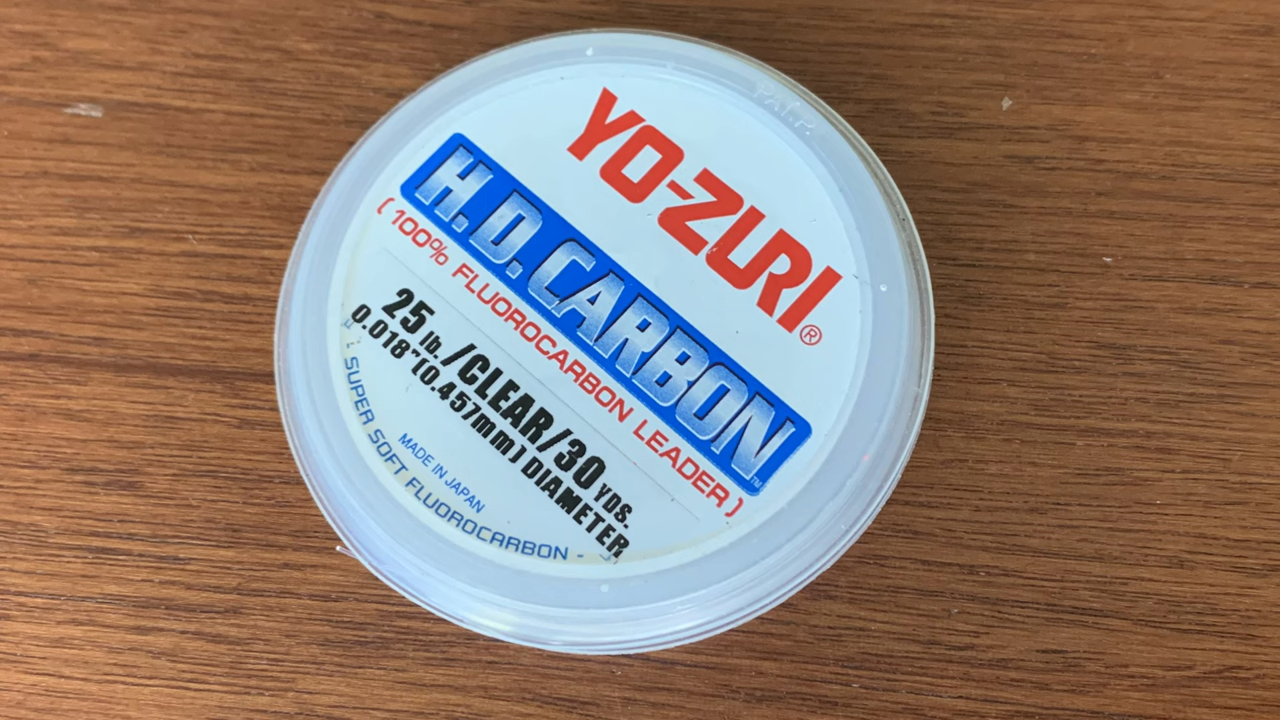 YO-ZURI®
H.D. CARBON™
( 100% FLUOROCARBON LEADER )
25 lb. /CLEAR/30 YDS.
0.018" (0.457mm) DIAMETER
MADE IN JAPAN
SUPER SOFT FLUOROCARBON -